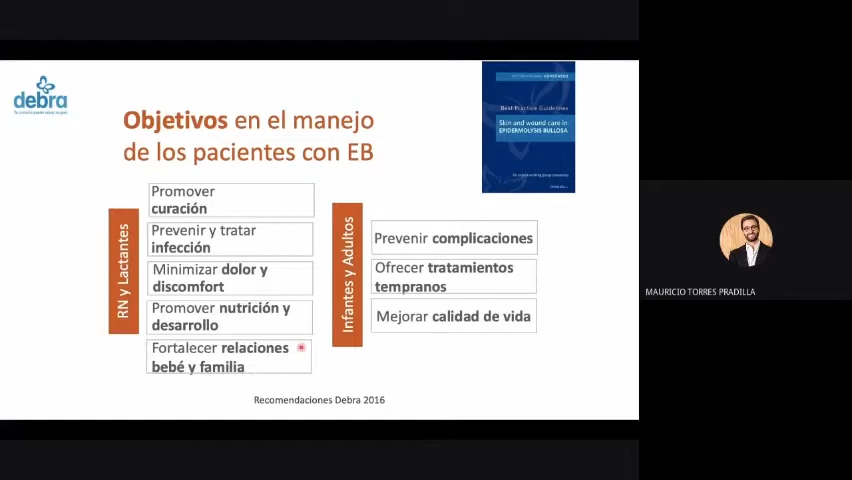 debra
Objetivos en el manejo
de los pacientes con EB
INTERNATIONAL CONSENSUS
Best Practice Guidelines
Skin and wound care in
EPIDERMOLYSIS BULLOSA
RN y Lactantes
Promover
curación
Prevenir y tratar
infección
Minimizar dolor y
discomfort
Promover nutrición y
desarrollo
Fortalecer relaciones
bebé y familia
Infantes y Adultos
Prevenir complicaciones
Ofrecer tratamientos
tempranos
Mejorar calidad de vida
Recomendaciones Debra 2016
MAURICIO TORRES PRADILLA